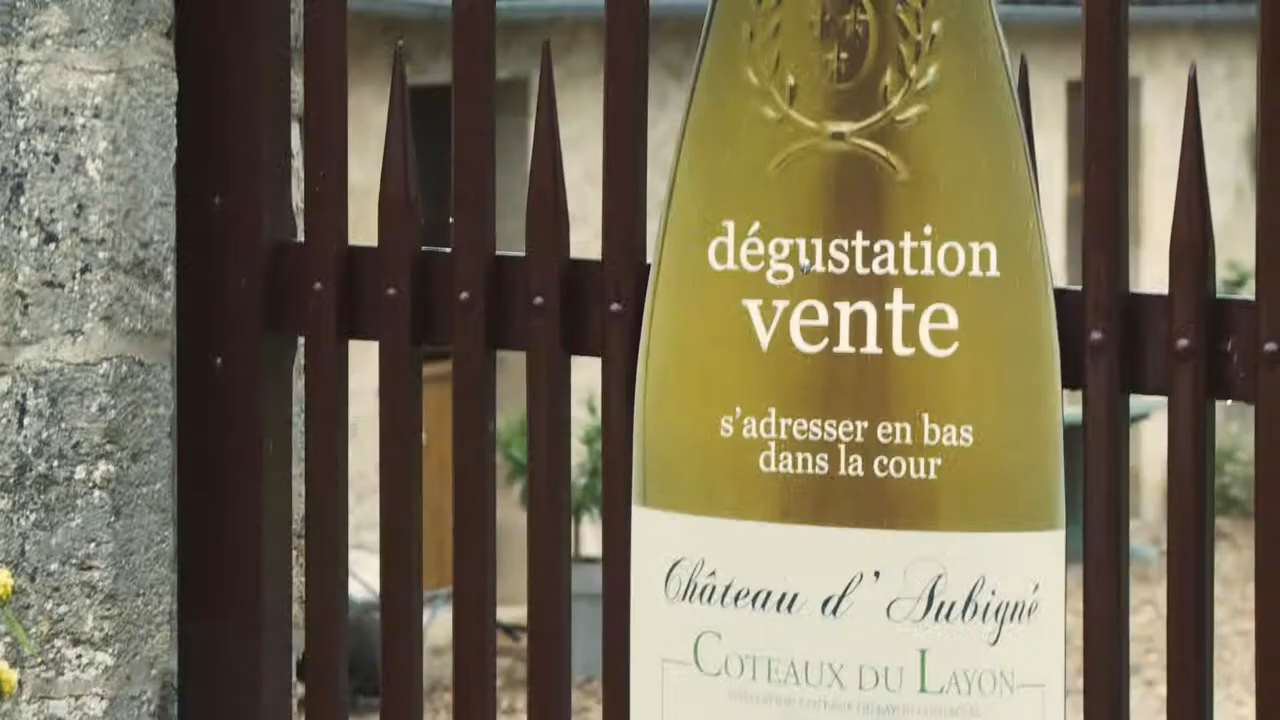 dégustation
vente
s'adresser en bas
dans la cour
Château d' Aubigné
COTEAUX DU LAYON